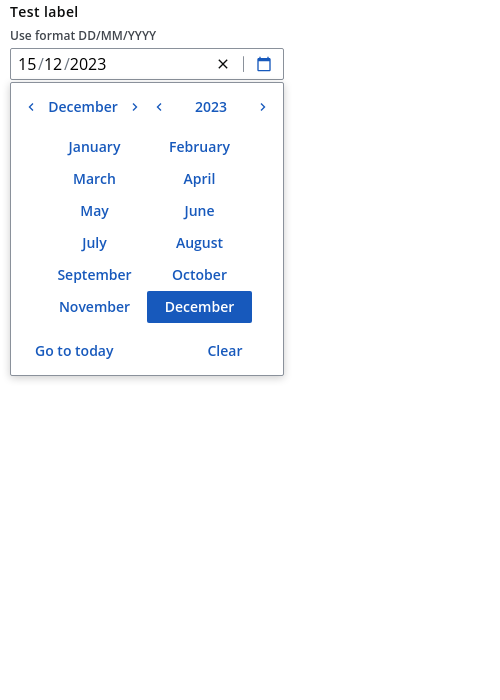 Test label
Use format DD/MM/YYYY
15/12/2023
December 2023
January February
March April
May June
July August
September October
November December
Go to today Clear